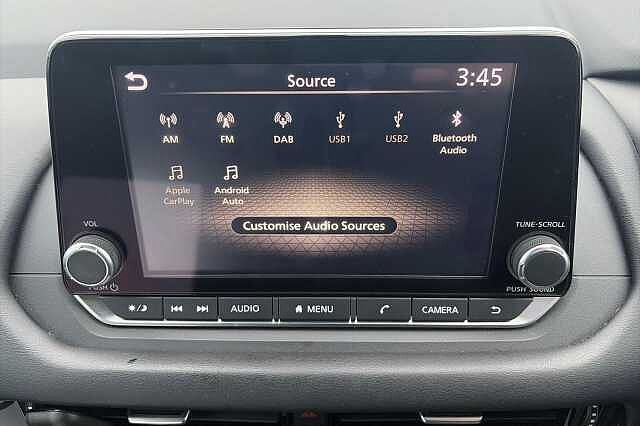 Source
3:45
AM
FM
DAB
USB1
USB2
Bluetooth
Audio
Apple
CarPlay
Android
Auto
Customise Audio Sources
VOL
TUNE·SCROLL
PUSH
PUSH SOUND
AUDIO
MENU
CAMERA